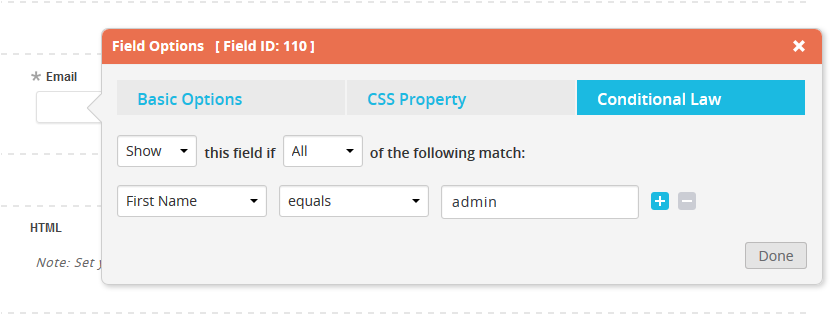 Field Options [ Field ID: 110 ]
* Email
Basic Options CSS Property Conditional Law
Show this field if All of the following match:
First Name equals admin
HTML
Note: Set
Done